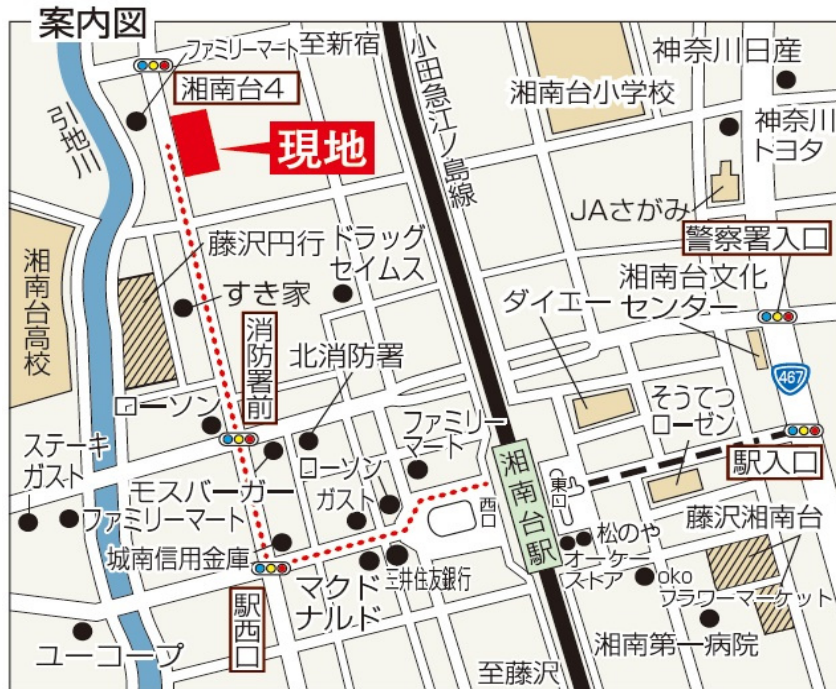 案内図
ファミリーマート
至新宿
湘南台4
引地川
現地
小田急江ノ島線
湘南台小学校
神奈川日産
神奈川
トヨタ
JAさがみ
警察署入口
湘南台高校
藤沢円行
ドラッグ
セイムス
すき家
湘南台文化
センター
ダイエー
467
消防署前
北消防署
ローソン
ファミリー
マート
そうてつ
ローゼン
駅入口
ステーキ
ガスト
モスバーガー
ローソン
ガスト
ファミリーマート
西口
湘南台駅
東口
松のや
オーケー
ストア
藤沢湘南台
城南信用金庫
マクド
ナルド
三井住友銀行
oko
フラワーマーケット
駅西口
ユーコープ
湘南第一病院
至藤沢